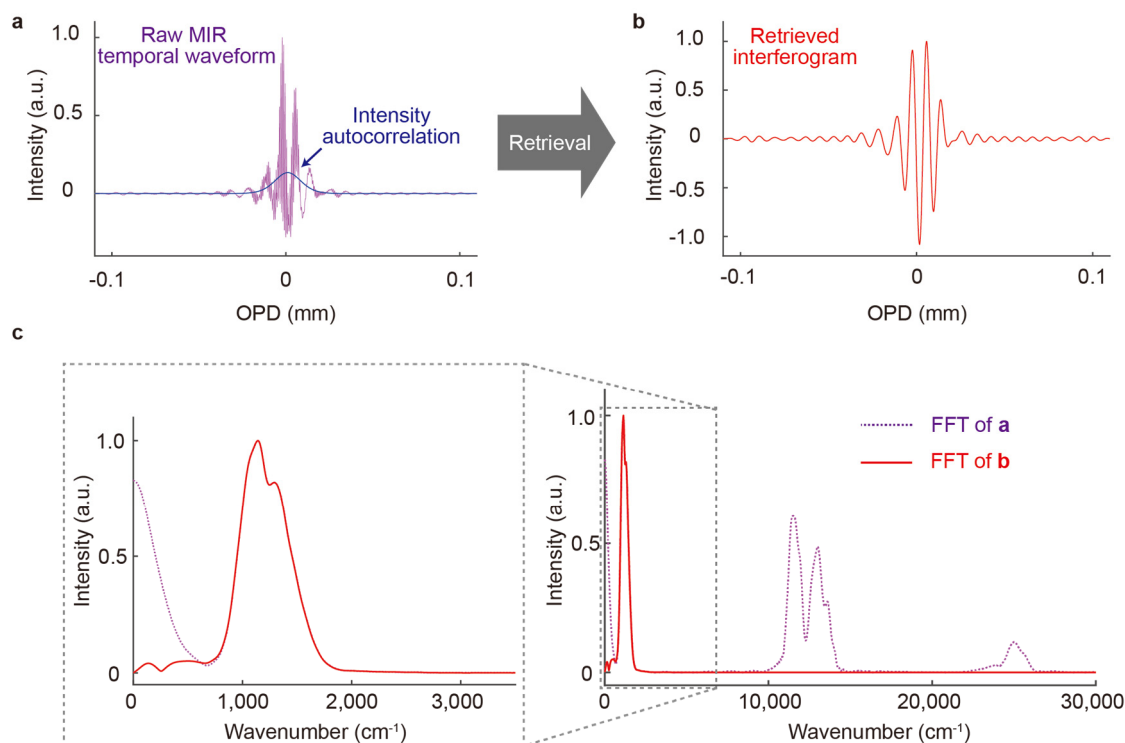 a
Raw MIR
temporal waveform
Intensity
autocorrelation
Intensity (a.u.)
1.0
0.5
0
-0.1
0
0.1
OPD (mm)
Retrieval
b
Retrieved
interferogram
Intensity (a.u.)
1.0
0.5
0
-0.5
-1.0
-0.1
0
0.1
OPD (mm)
c
Intensity (a.u.)
1.0
0.5
0
0
1,000
2,000
3,000
Wavenumber (cm⁻¹)
Intensity (a.u.)
1.0
0.5
0
0
10,000
20,000
30,000
Wavenumber (cm⁻¹)
FFT of a
FFT of b